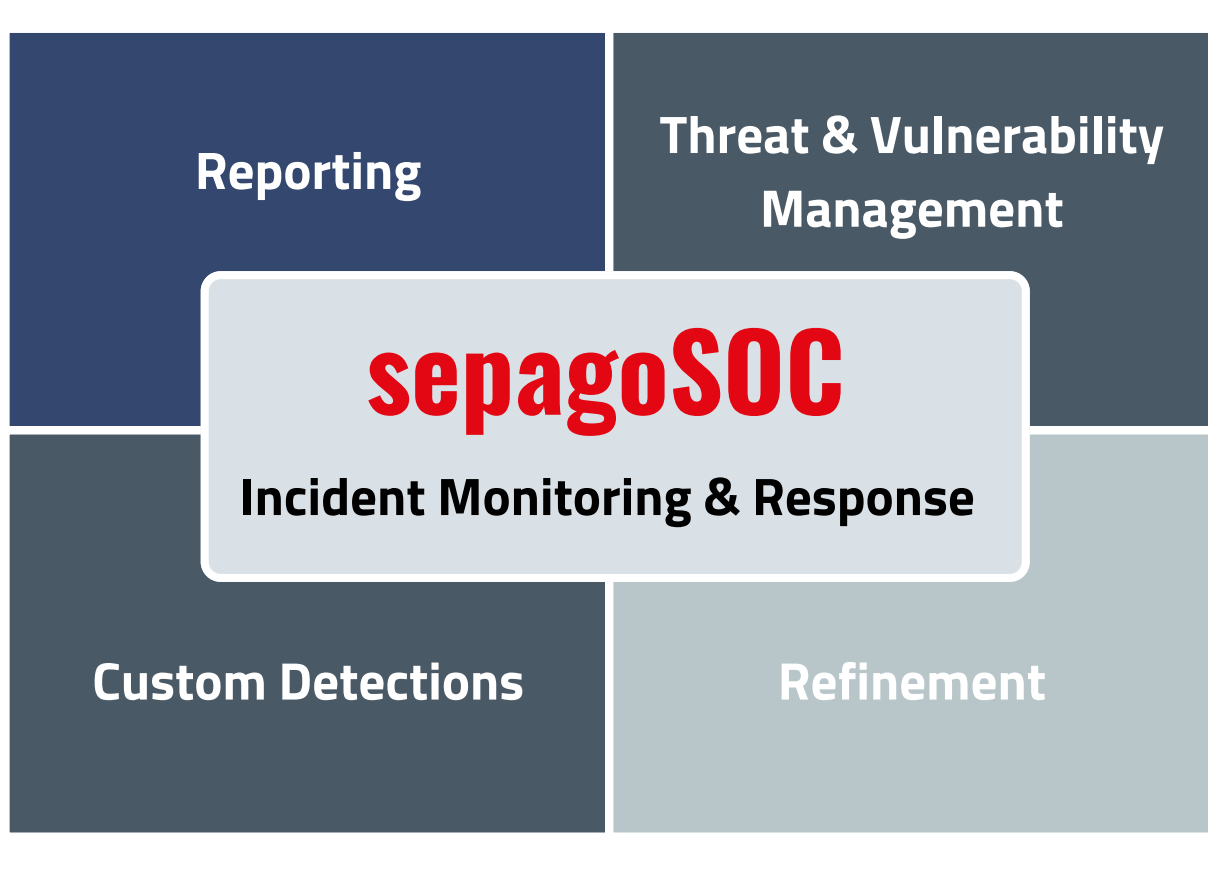 Reporting
Threat & Vulnerability
Management
sepagoSOC
Incident Monitoring & Response
Custom Detections
Refinement